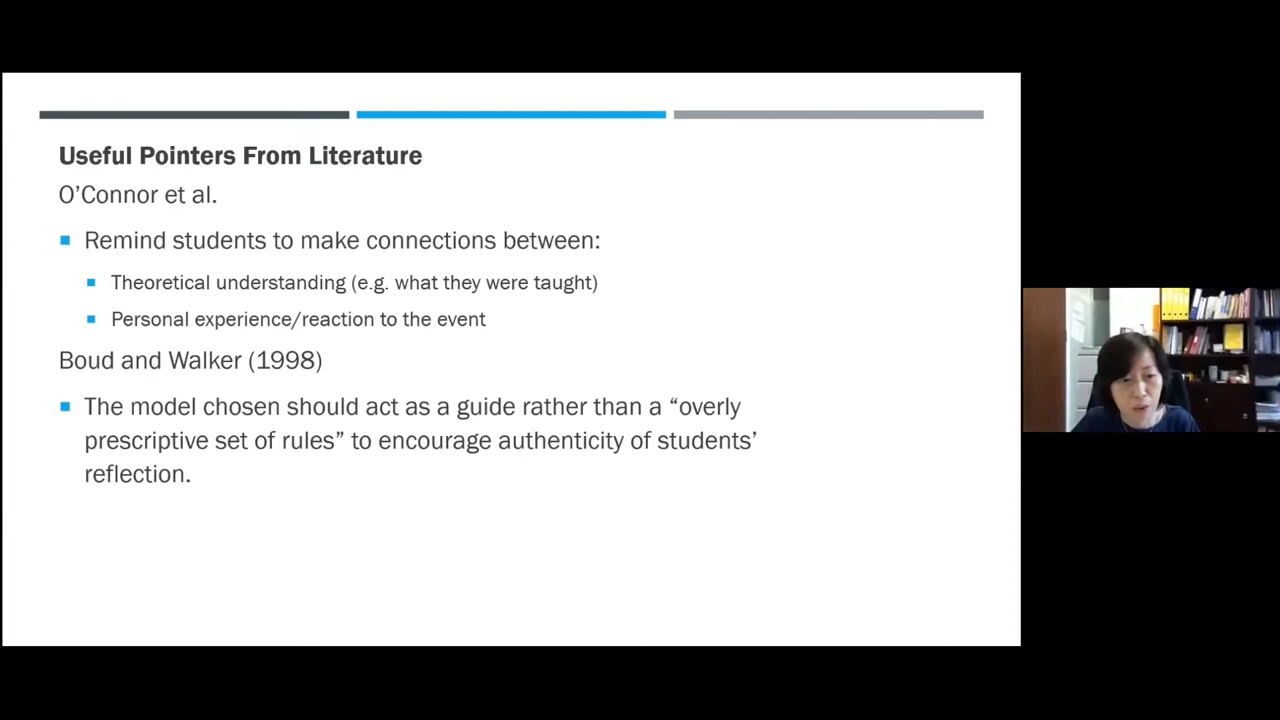 Useful Pointers From Literature
O’Connor et al.
Remind students to make connections between:
Theoretical understanding (e.g. what they were taught)
Personal experience/reaction to the event
Boud and Walker (1998)
The model chosen should act as a guide rather than a “overly
prescriptive set of rules” to encourage authenticity of students’
reflection.